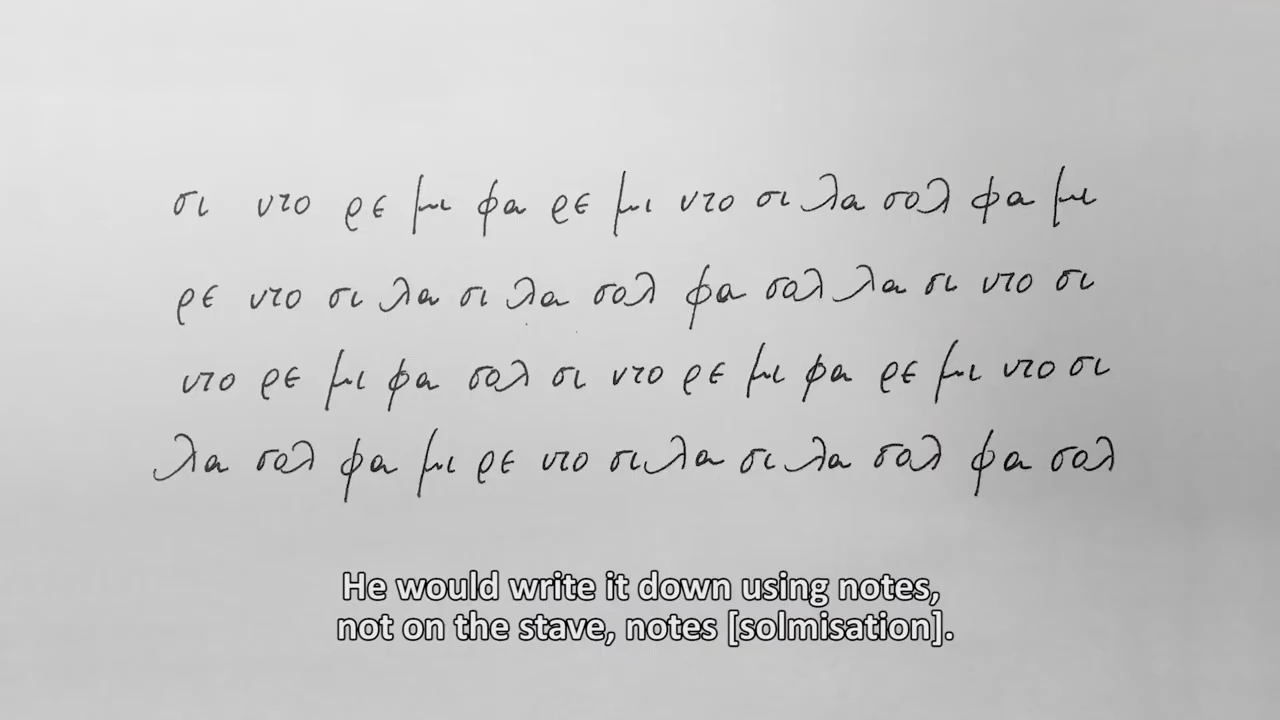 σι ντο ρε μι φα ρε μι ντο σι λα σολ φα μι
ρε ντο σι λα σι λα σολ φα σολ λα σι ντο σι
ντο ρε μι φα σολ σι ντο ρε μι φα ρε μι ντο σι
λα σολ φα μι ρε ντο σι λα σι λα σολ φα σολ
He would write it down using notes,
not on the stave, notes [solmisation].